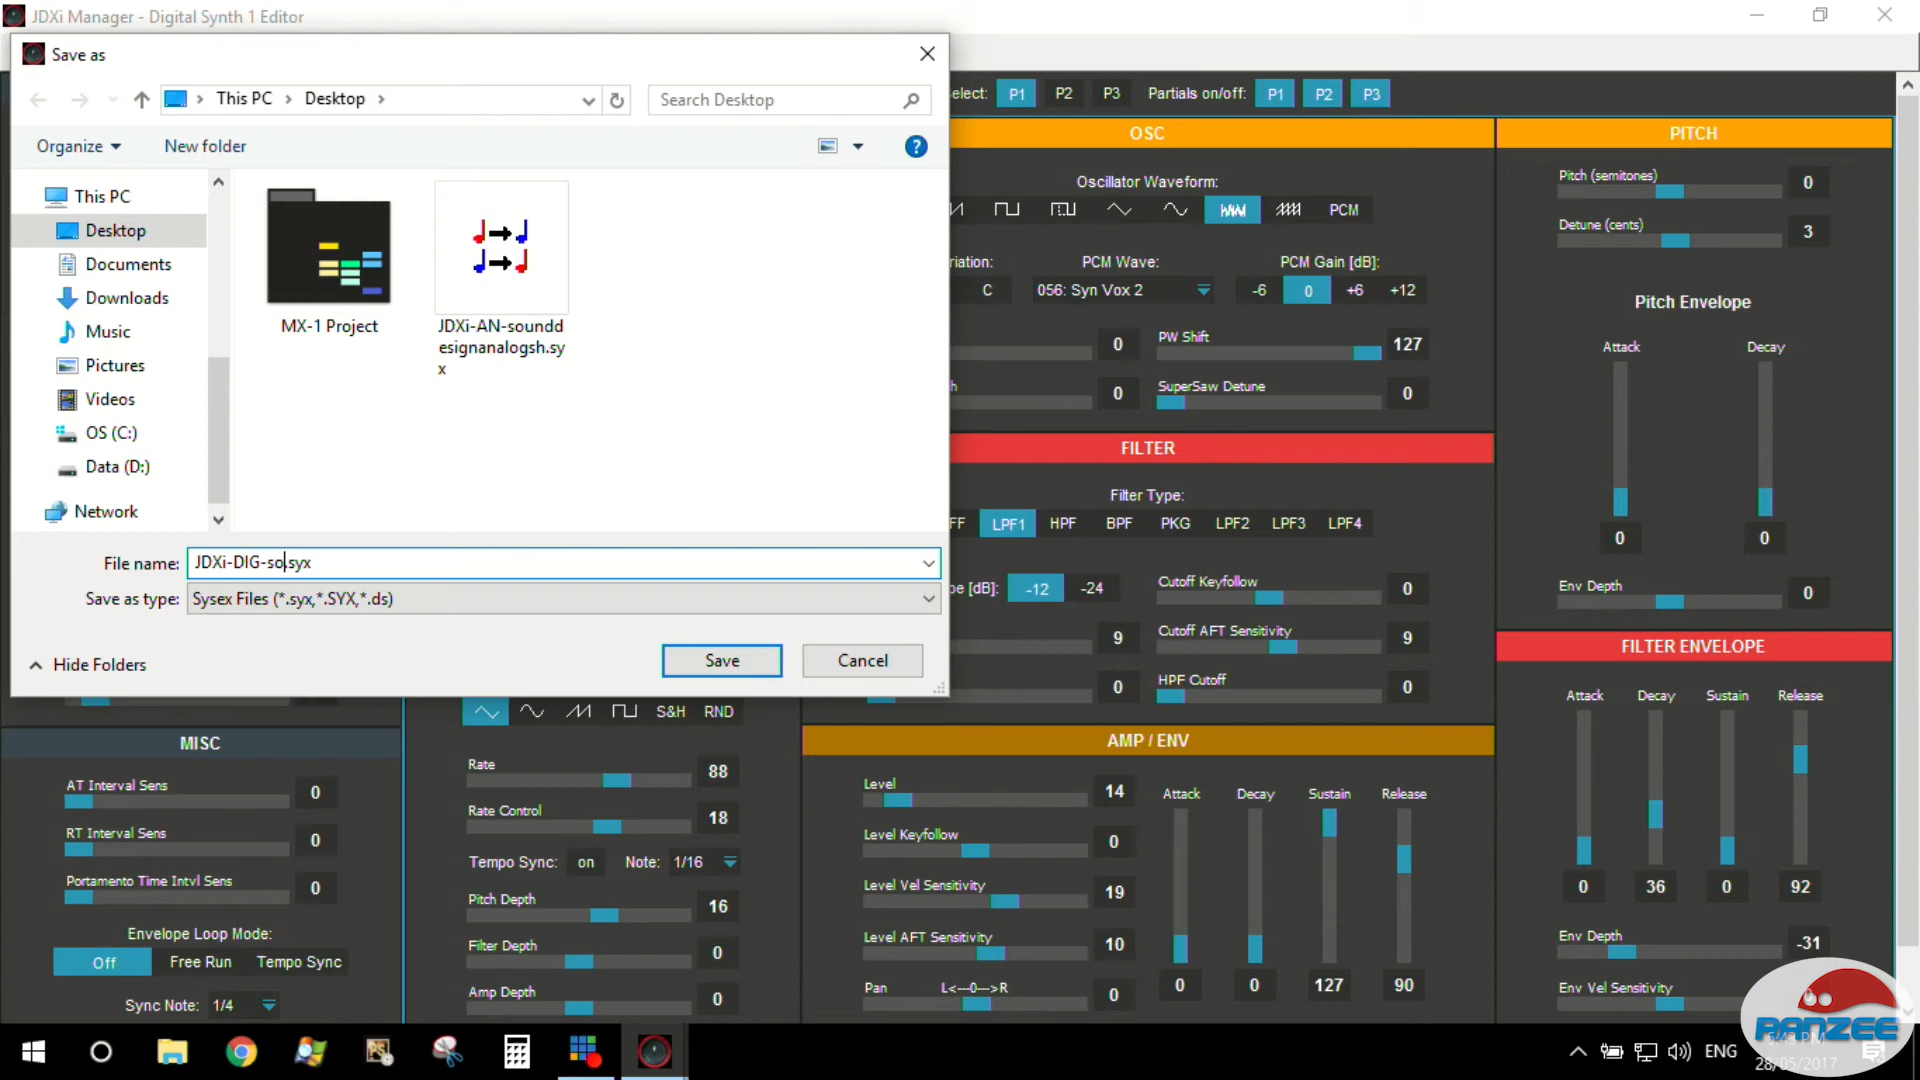 JDXi Manager - Digital Synth 1 Editor
Save as
This PC
Desktop
Search Desktop
Organize
New folder
This PC
Desktop
Documents
Downloads
Music
Pictures
Videos
OS (C:)
Data (D:)
Network
MX-1 Project
JDXi-AN-soundd
esignanalogsh.sy
x
File name: JDXi-DIG-so.syx
Save as type: Sysex Files (*.syx,*.SYX,*.ds)
Hide Folders
Save
Cancel
elect: P1 P2 P3 Partials on/off: P1 P2 P3
OSC
Oscillator Waveform:
PCM
riation: PCM Wave: PCM Gain [dB]:
C 056: Syn Vox 2 -6 0 +6 +12
0 PW Shift 127
h 0 SuperSaw Detune 0
FILTER
Filter Type:
FF LPF1 HPF BPF PKG LPF2 LPF3 LPF4
pe [dB]: -12 -24 Cutoff Keyfollow 0
9 Cutoff AFT Sensitivity 9
0 HPF Cutoff 0
PITCH
Pitch (semitones) 0
Detune (cents) 3
Pitch Envelope
Attack Decay
0 0
Env Depth 0
FILTER ENVELOPE
Attack Decay Sustain Release
0 36 0 92
Env Depth -31
Env Vel Sensitivity
MISC
AT Interval Sens 0
RT Interval Sens 0
Portamento Time Intvl Sens 0
Envelope Loop Mode:
Off Free Run Tempo Sync
Sync Note: 1/4
S&H RND
Rate 88
Rate Control 18
Tempo Sync: on Note: 1/16
Pitch Depth 16
Filter Depth 0
Amp Depth 0
AMP / ENV
Level 14
Level Keyfollow 0
Level Vel Sensitivity 19
Level AFT Sensitivity 10
Pan L<---0--->R 0
Attack Decay Sustain Release
0 0 127 90
RANZEE
ENG
28/05/2017